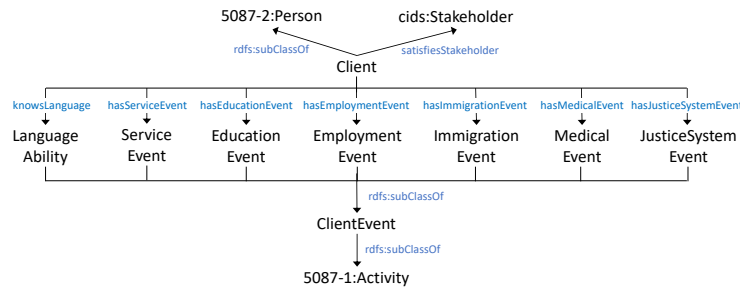 5087-2:Person cids:Stakeholder
rdfs:subClassOf satisfiesStakeholder
Client
knowsLanguage hasServiceEvent hasEducationEvent hasEmploymentEvent hasImmigrationEvent hasMedicalEvent hasJusticeSystemEvent
Language Service Education Employment Immigration Medical JusticeSystem
Ability Event Event Event Event Event Event
rdfs:subClassOf
ClientEvent
rdfs:subClassOf
5087-1:Activity